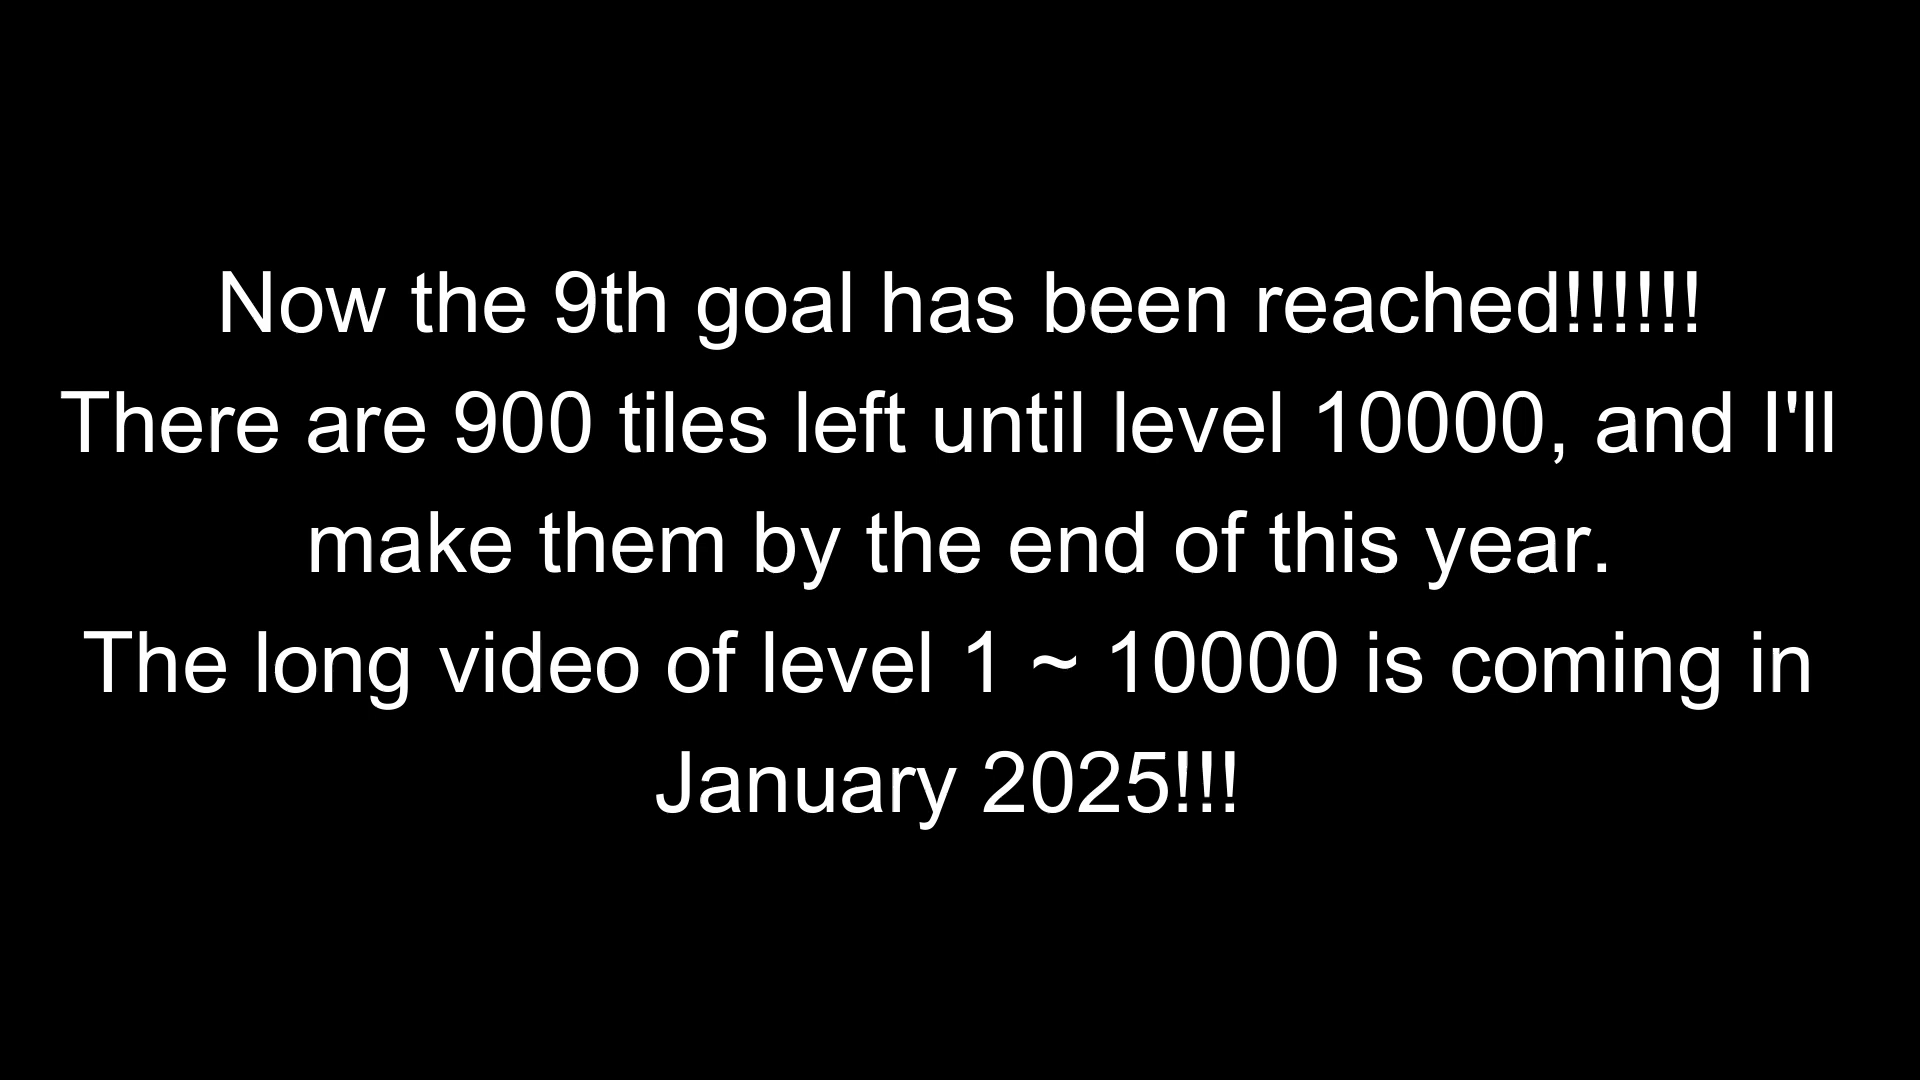 Now the 9th goal has been reached!!!!!!
There are 900 tiles left until level 10000, and I'll
make them by the end of this year.
The long video of level 1 ~ 10000 is coming in
January 2025!!!